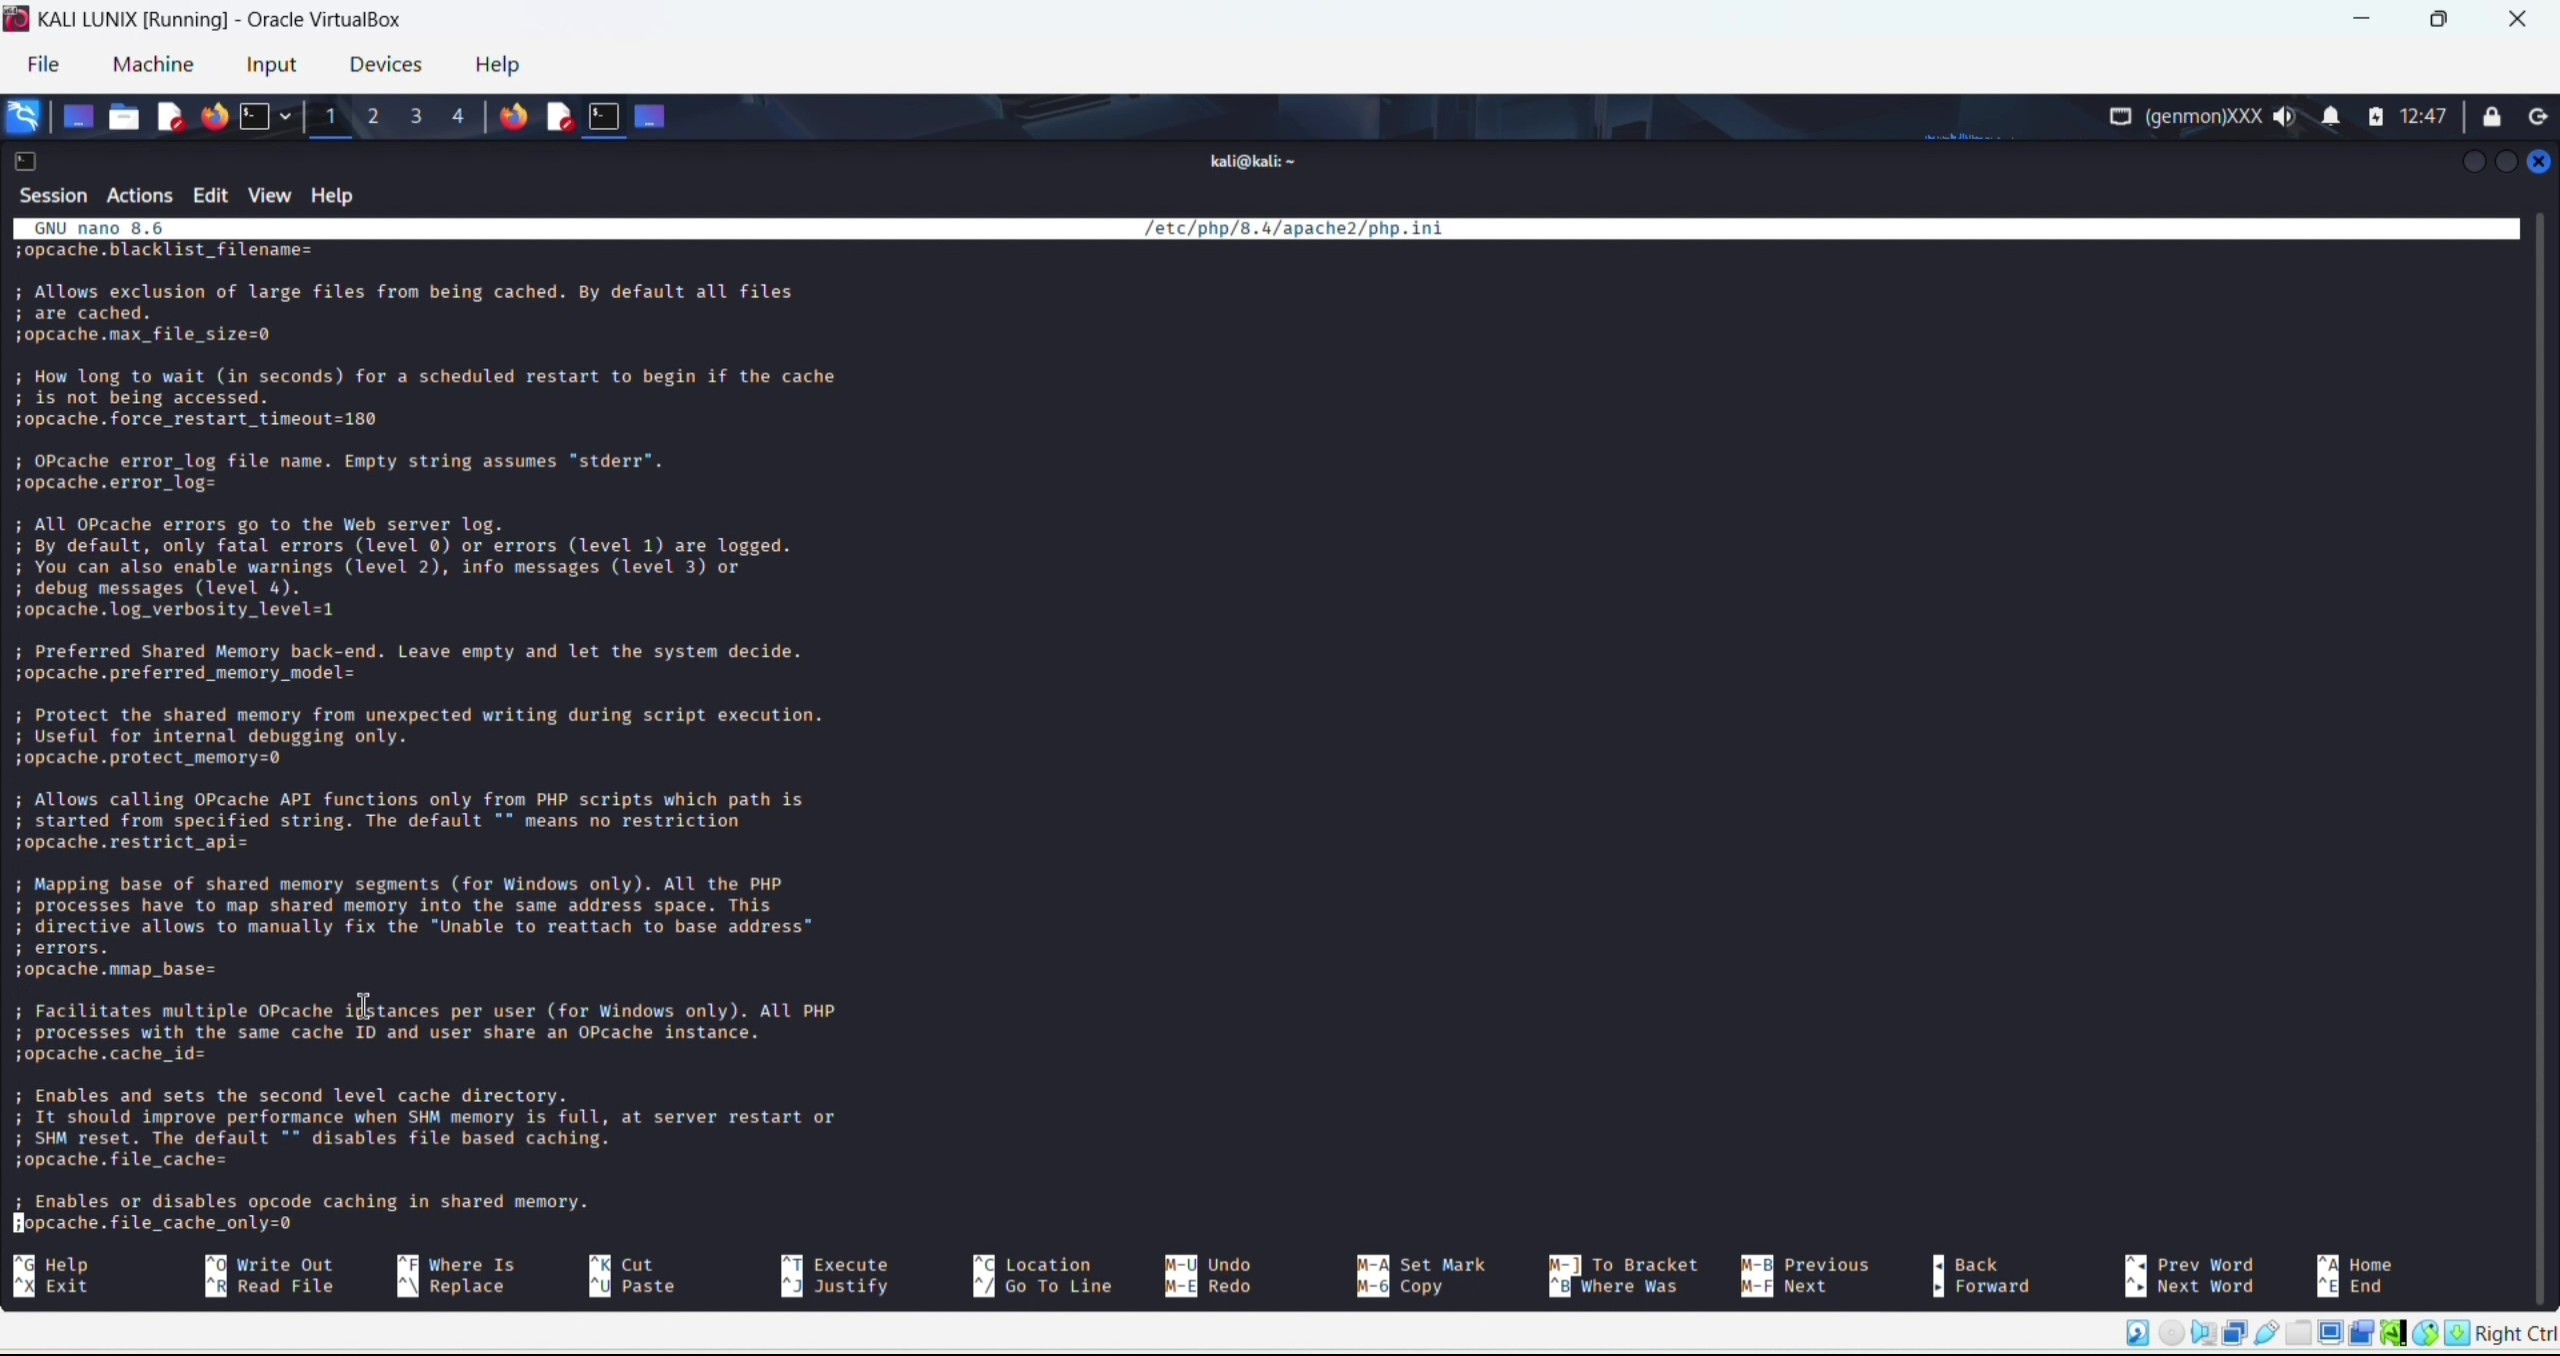 KALI LUNIX [Running] - Oracle VirtualBox
File Machine Input Devices Help
1 2 3 4 (genmon)XXX 12:47
kali@kali: ~
Session Actions Edit View Help
GNU nano 8.6 /etc/php/8.4/apache2/php.ini
;opcache.blacklist_filename=
; Allows exclusion of large files from being cached. By default all files
; are cached.
;opcache.max_file_size=0
; How long to wait (in seconds) for a scheduled restart to begin if the cache
; is not being accessed.
;opcache.force_restart_timeout=180
; OPcache error_log file name. Empty string assumes "stderr".
;opcache.error_log=
; All OPcache errors go to the Web server log.
; By default, only fatal errors (level 0) or errors (level 1) are logged.
; You can also enable warnings (level 2), info messages (level 3) or
; debug messages (level 4).
;opcache.log_verbosity_level=1
; Preferred Shared Memory back-end. Leave empty and let the system decide.
;opcache.preferred_memory_model=
; Protect the shared memory from unexpected writing during script execution.
; Useful for internal debugging only.
;opcache.protect_memory=0
; Allows calling OPcache API functions only from PHP scripts which path is
; started from specified string. The default "" means no restriction
;opcache.restrict_api=
; Mapping base of shared memory segments (for Windows only). All the PHP
; processes have to map shared memory into the same address space. This
; directive allows to manually fix the "Unable to reattach to base address"
; errors.
;opcache.mmap_base=
; Facilitates multiple OPcache instances per user (for Windows only). All PHP
; processes with the same cache ID and user share an OPcache instance.
;opcache.cache_id=
; Enables and sets the second level cache directory.
; It should improve performance when SHM memory is full, at server restart or
; SHM reset. The default "" disables file based caching.
;opcache.file_cache=
; Enables or disables opcode caching in shared memory.
;opcache.file_cache_only=0
^G Help ^O Write Out ^F Where Is ^K Cut ^T Execute ^C Location M-U Undo M-A Set Mark M-] To Bracket M-B Previous ◂ Back ^◂ Prev Word ^A Home
^X Exit ^R Read File ^\ Replace ^U Paste ^J Justify ^/ Go To Line M-E Redo M-6 Copy ^B Where Was M-F Next ▸ Forward ^▸ Next Word ^E End
Right Ctrl